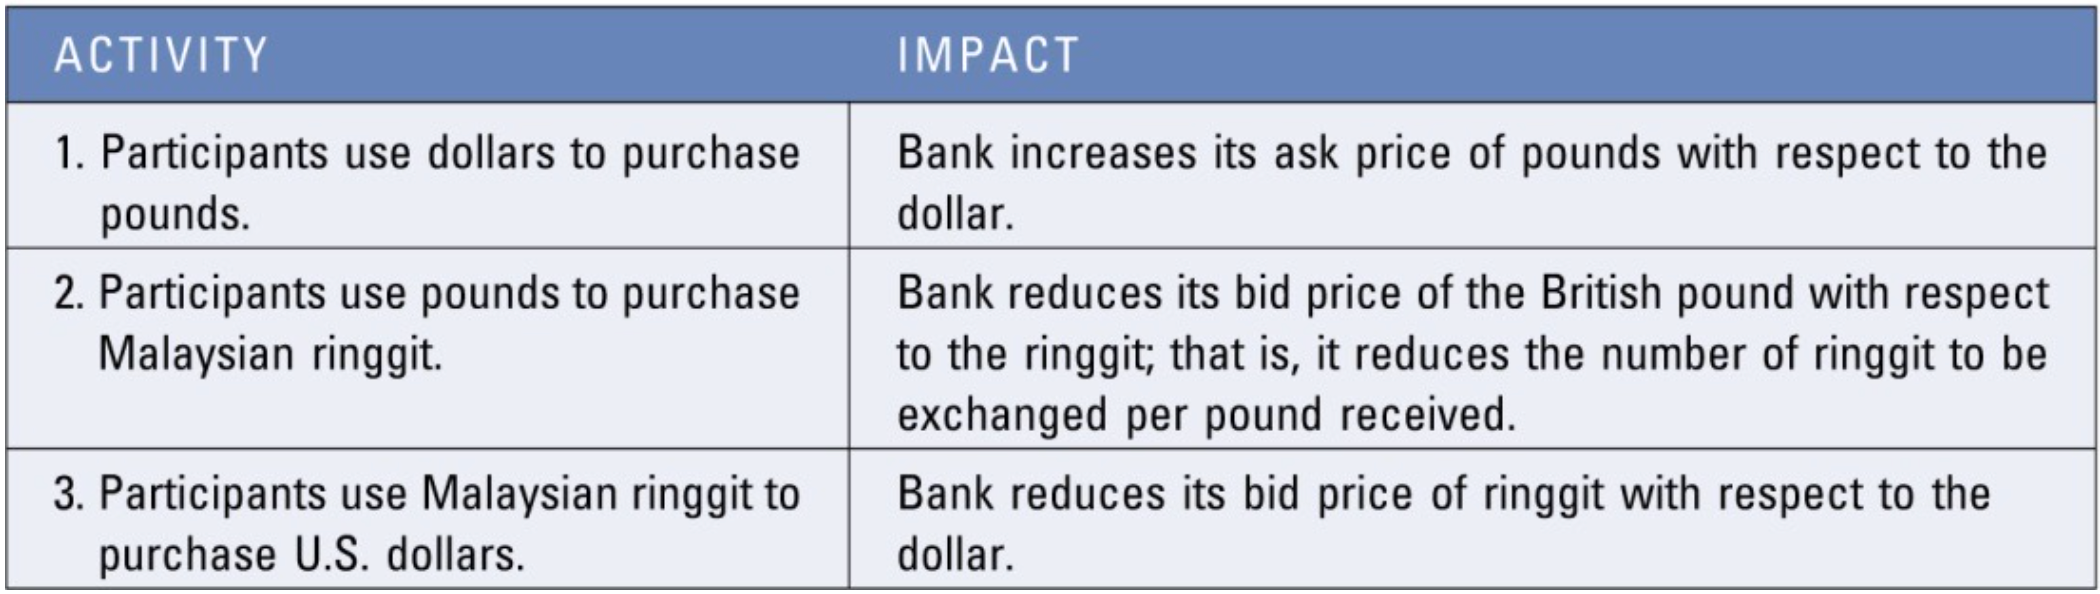 ACTIVITY IMPACT
1. Participants use dollars to purchase
pounds.
Bank increases its ask price of pounds with respect to the
dollar.
2. Participants use pounds to purchase
Malaysian ringgit.
Bank reduces its bid price of the British pound with respect
to the ringgit; that is, it reduces the number of ringgit to be
exchanged per pound received.
3. Participants use Malaysian ringgit to
purchase U.S. dollars.
Bank reduces its bid price of ringgit with respect to the
dollar.